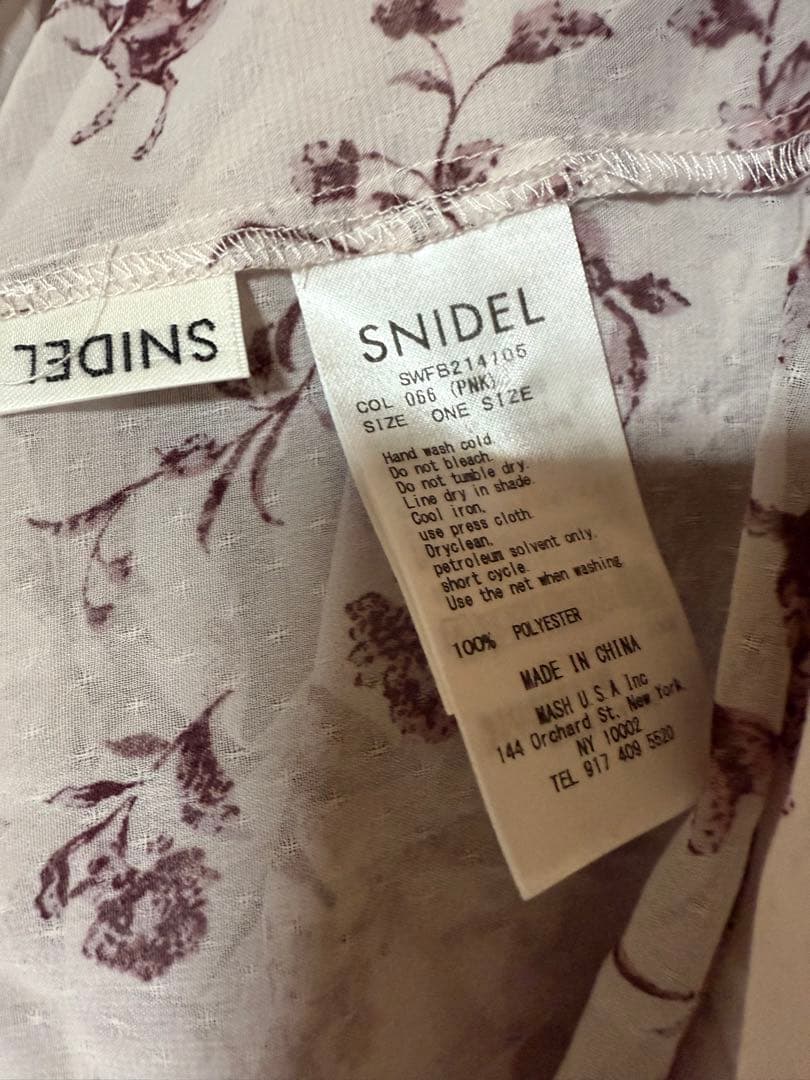 SNIDEL
SNIDEL
SWFB214105
COL 066 (PNK)
SIZE ONE SIZE
Hand wash cold.
Do not bleach.
Do not tumble dry.
Line dry in shade.
Cool iron.
use press cloth.
Dryclean.
petroleum solvent only.
short cycle.
Use the net when washing.
100% POLYESTER
MADE IN CHINA
MASH U.S.A Inc
144 Orchard St, New York
NY 10002
TEL 917 409 5520